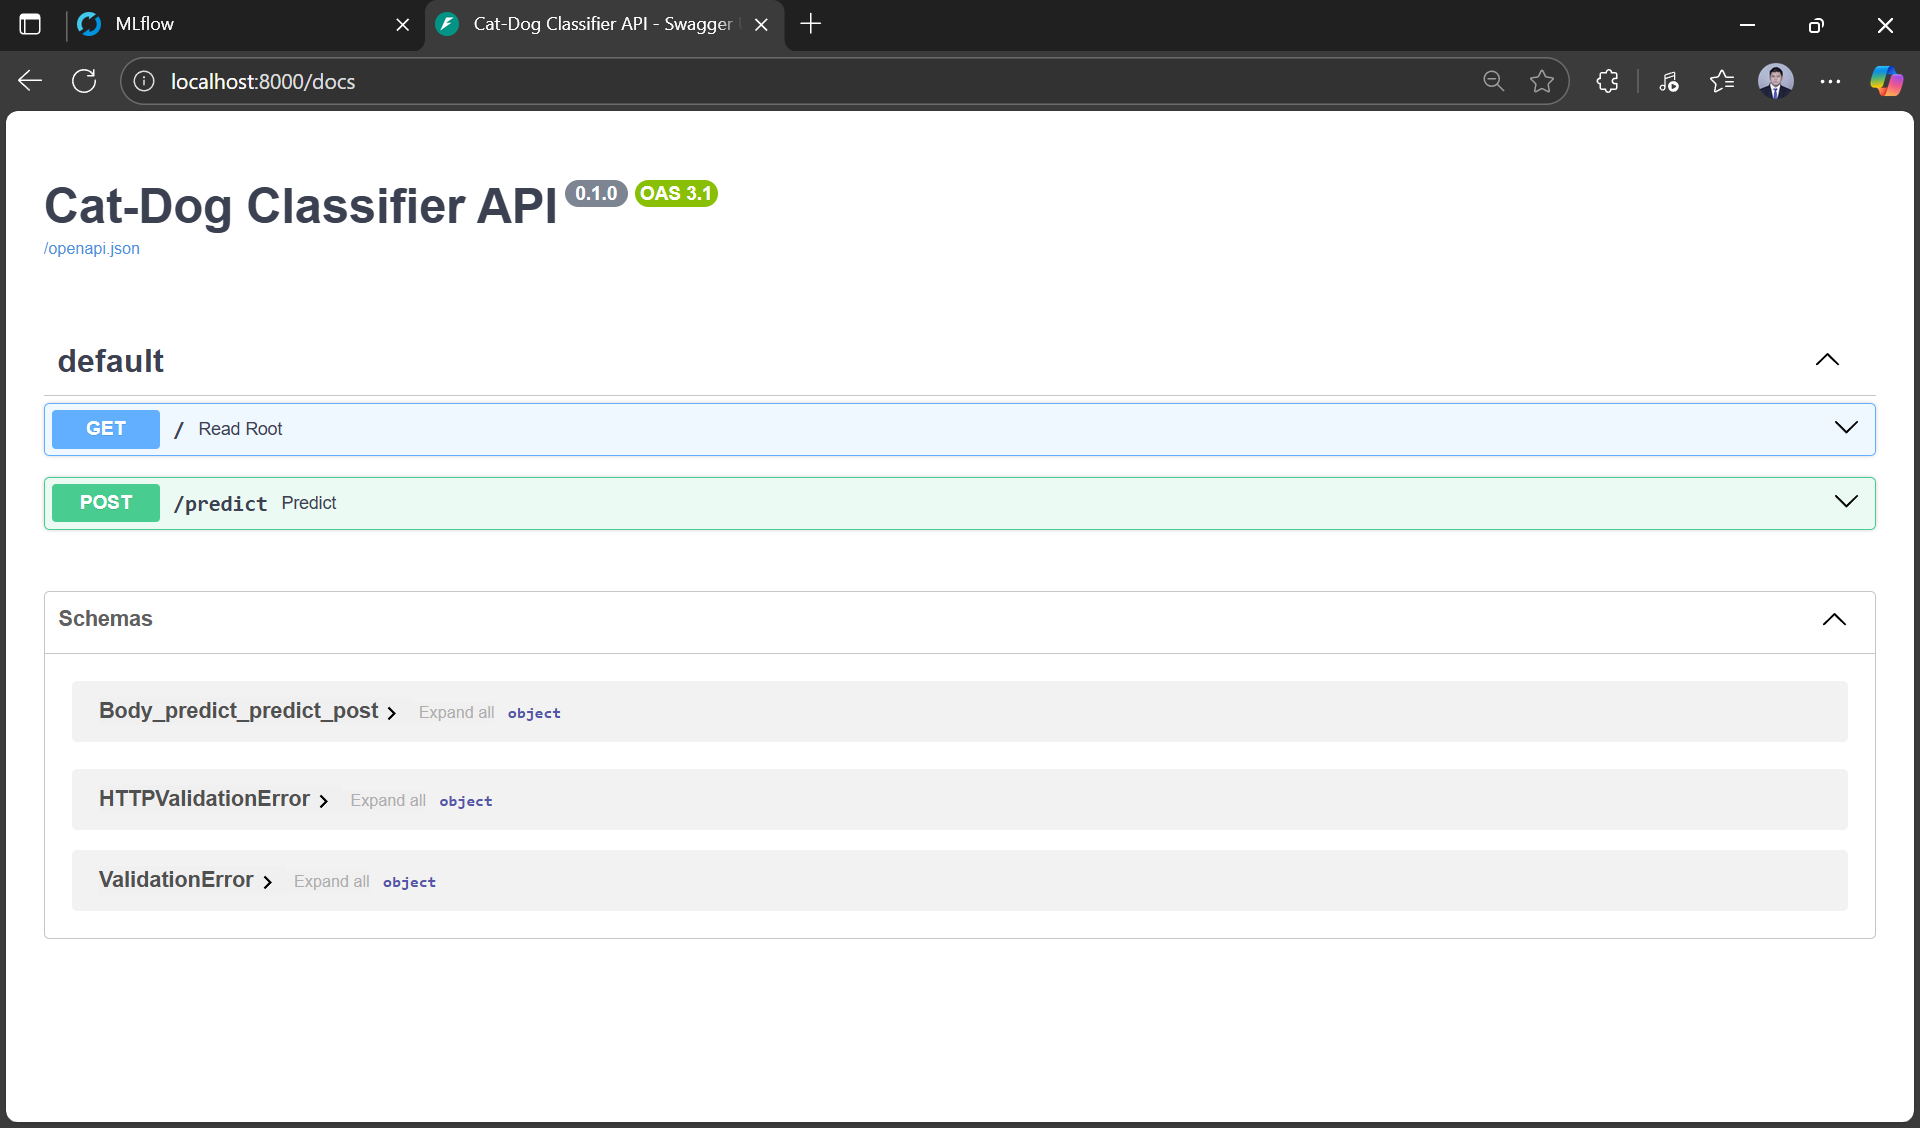 MLflow
Cat-Dog Classifier API - Swagger
localhost:8000/docs
Cat-Dog Classifier API 0.1.0 OAS 3.1
/openapi.json
default
GET / Read Root
POST /predict Predict
Schemas
Body_predict_predict_post Expand all object
HTTPValidationError Expand all object
ValidationError Expand all object